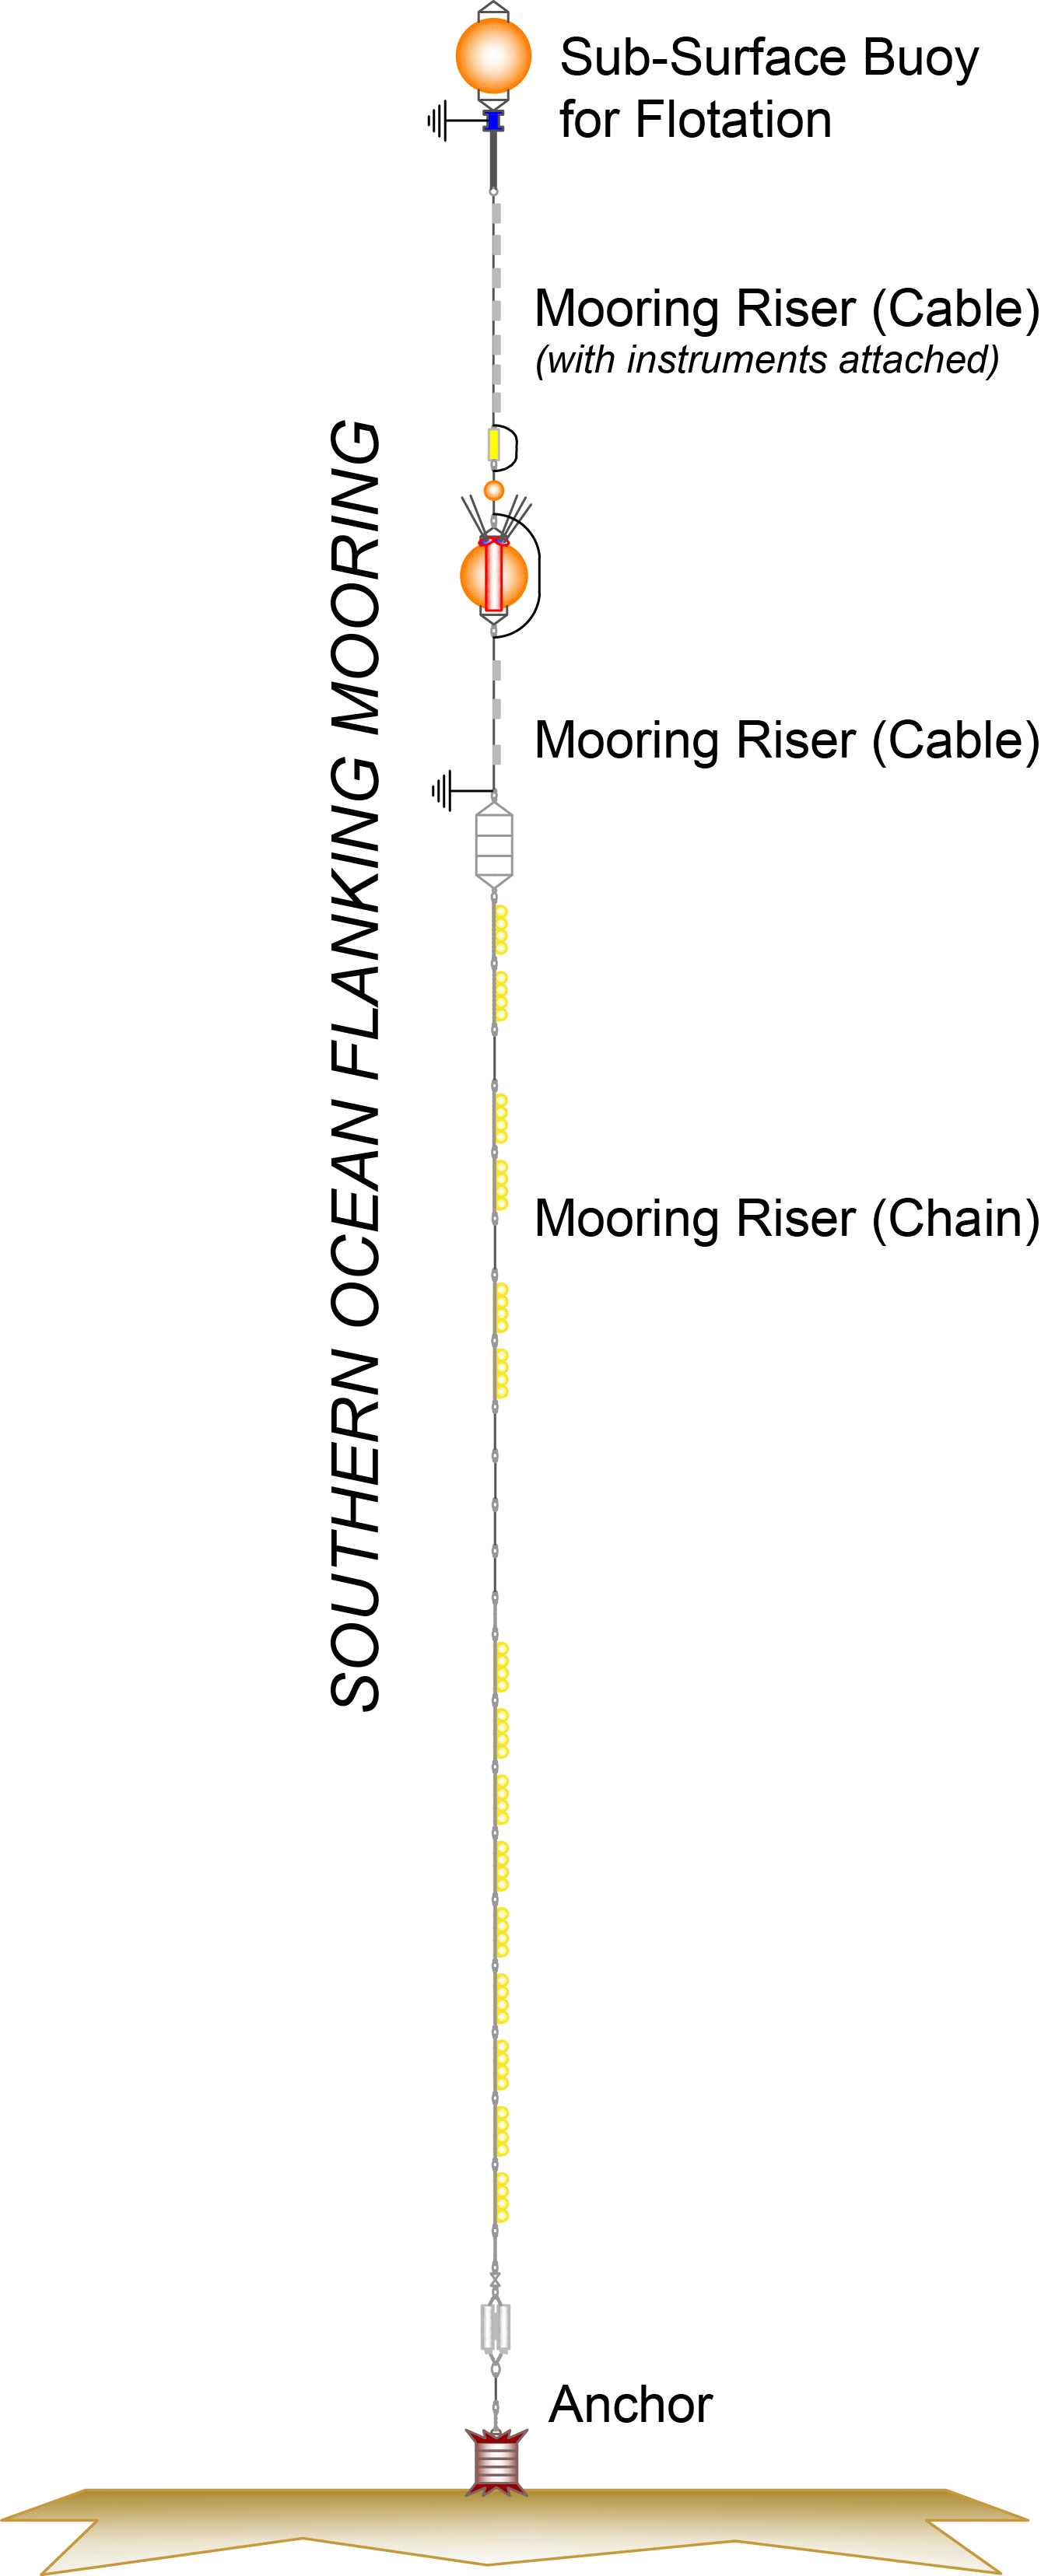 Sub-Surface Buoy
for Flotation
Mooring Riser (Cable)
(with instruments attached)
SOUTHERN OCEAN FLANKING MOORING
Mooring Riser (Cable)
Mooring Riser (Chain)
Anchor